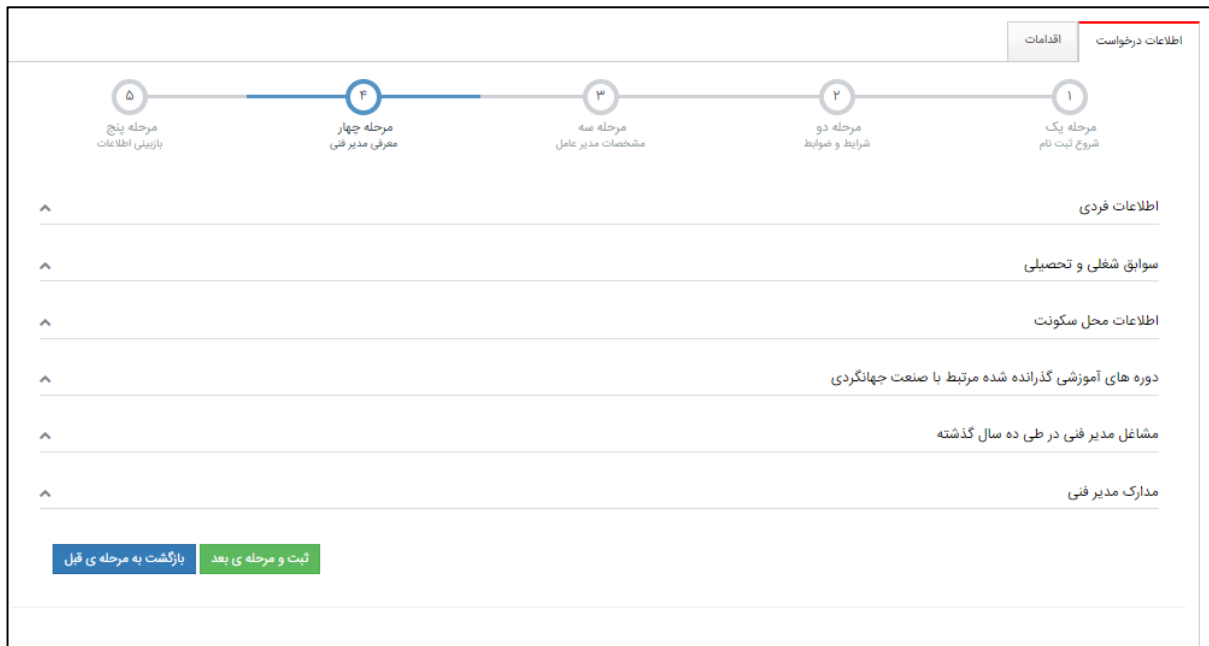 اطلاعات درخواست
اقدامات
۱
۲
۳
۴
۵
مرحله یک
مرحله دو
مرحله سه
مرحله چهار
مرحله پنج
شروع ثبت نام
شرایط و ضوابط
مشخصات مدیر عامل
معرفی مدیر فنی
بازبینی اطلاعات
اطلاعات فردی
سوابق شغلی و تحصیلی
اطلاعات محل سکونت
دوره های آموزشی گذرانده شده مرتبط با صنعت جهانگردی
مشاغل مدیر فنی در طی ده سال گذشته
مدارک مدیر فنی
ثبت و مرحله ی بعد
بازگشت به مرحله ی قبل